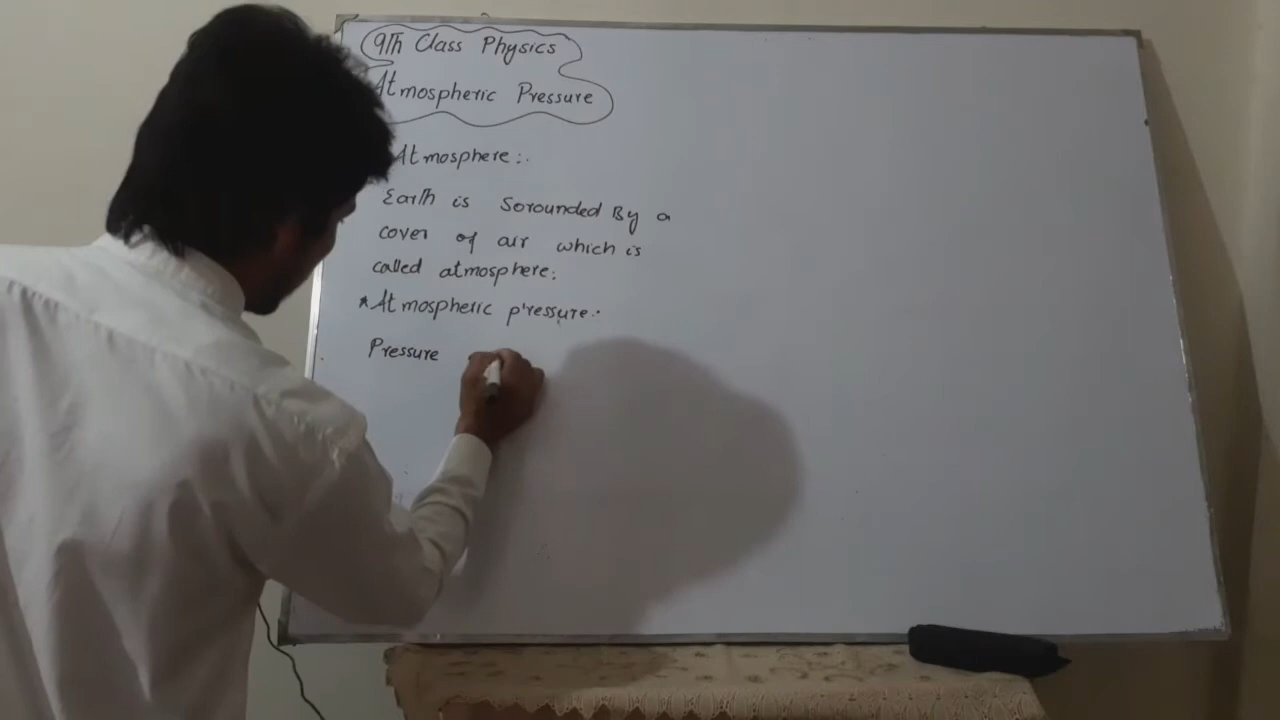 9Th Class Physics
Atmospheric Pressure
Atmosphere:.
Earth is Sorounded By a
cover of air which is
called atmosphere:
*Atmospheric pressure:
Pressure